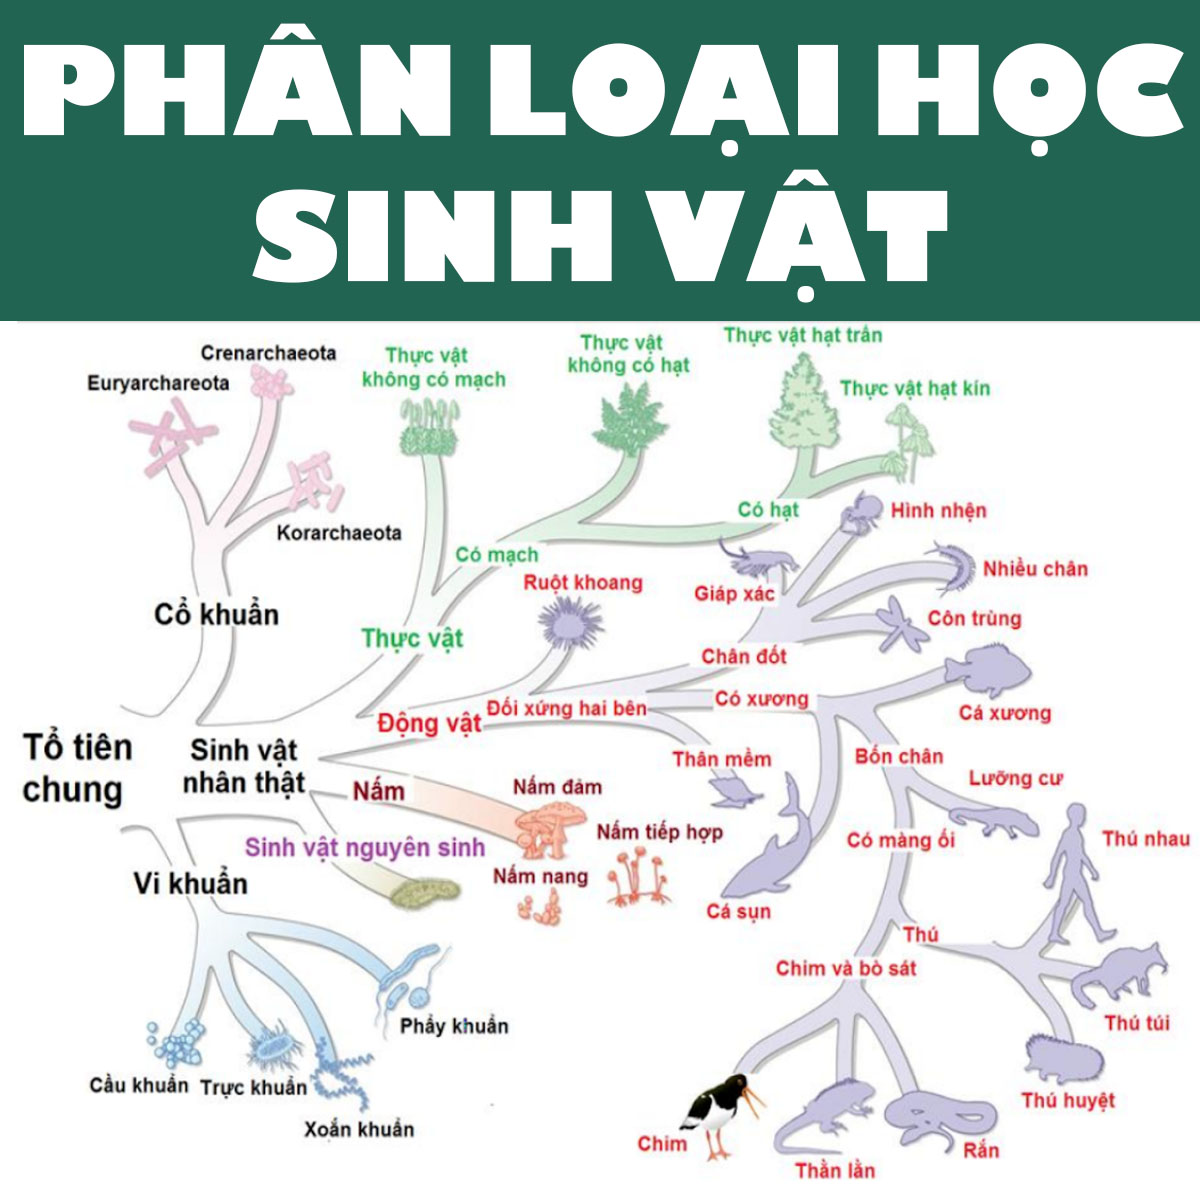 PHÂN LOẠI HỌC
SINH VẬT
Crenarchaeota
Euryarchareota
Korarchaeota
Cổ khuẩn
Thực vật
không có mạch
Thực vật
không có hạt
Thực vật hạt trần
Thực vật hạt kín
Có hạt
Có mạch
Thực vật
Ruột khoang
Giáp xác
Hình nhện
Nhiều chân
Côn trùng
Chân đốt
Động vật
Đối xứng hai bên
Có xương
Cá xương
Thân mềm
Bốn chân
Lưỡng cư
Tổ tiên
chung
Sinh vật
nhân thật
Nấm
Nấm đảm
Nấm tiếp hợp
Nấm nang
Sinh vật nguyên sinh
Cá sụn
Có màng ối
Thú nhau
Thú
Chim và bò sát
Thú túi
Thú huyệt
Vi khuẩn
Phẩy khuẩn
Cầu khuẩn
Trực khuẩn
Xoắn khuẩn
Chim
Thằn lằn
Rắn